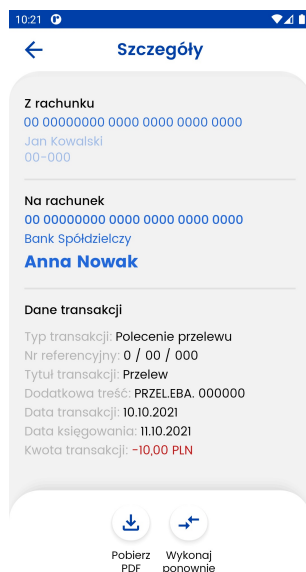 10:21
Szczegóły
Z rachunku
00 00000000 0000 0000 0000 0000
Jan Kowalski
00-000
Na rachunek
00 00000000 0000 0000 0000 0000
Bank Spółdzielczy
Anna Nowak
Dane transakcji
Typ transakcji: Polecenie przelewu
Nr referencyjny: 0 / 00 / 000
Tytuł transakcji: Przelew
Dodatkowa treść: PRZEL.EBA. 000000
Data transakcji: 10.10.2021
Data księgowania: 11.10.2021
Kwota transakcji: -10,00 PLN
Pobierz PDF
Wykonaj ponownie